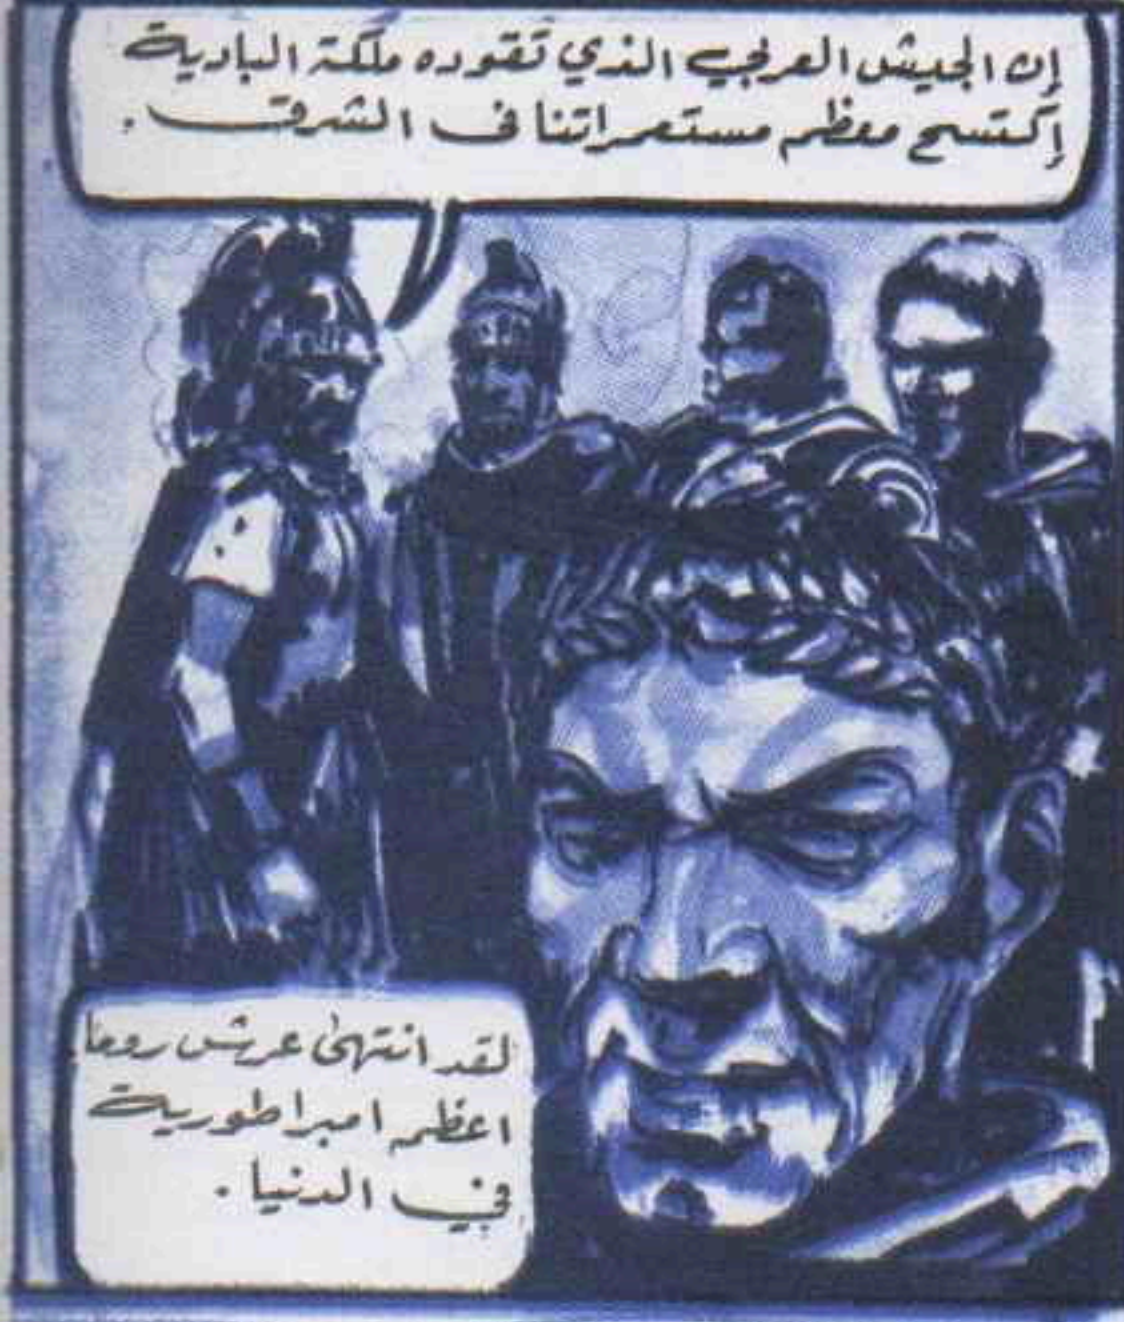 إن الجيش العربي الذي تقوده ملكة البادية
إكتسح معظم مستعمراتنا في الشرق .
لقد انتهى عرش روما
اعظم امبراطورية
في الدنيا .